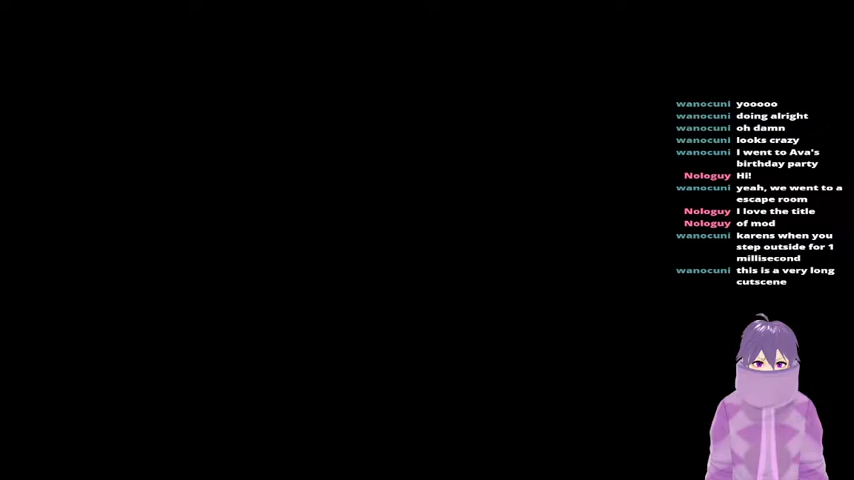 wanocuni yooooo
wanocuni doing alright
wanocuni oh damn
wanocuni looks crazy
wanocuni I went to Ava's
birthday party
Nologuy Hi!
wanocuni yeah, we went to a
escape room
Nologuy I love the title
Nologuy of mod
wanocuni karens when you
step outside for 1
millisecond
wanocuni this is a very long
cutscene